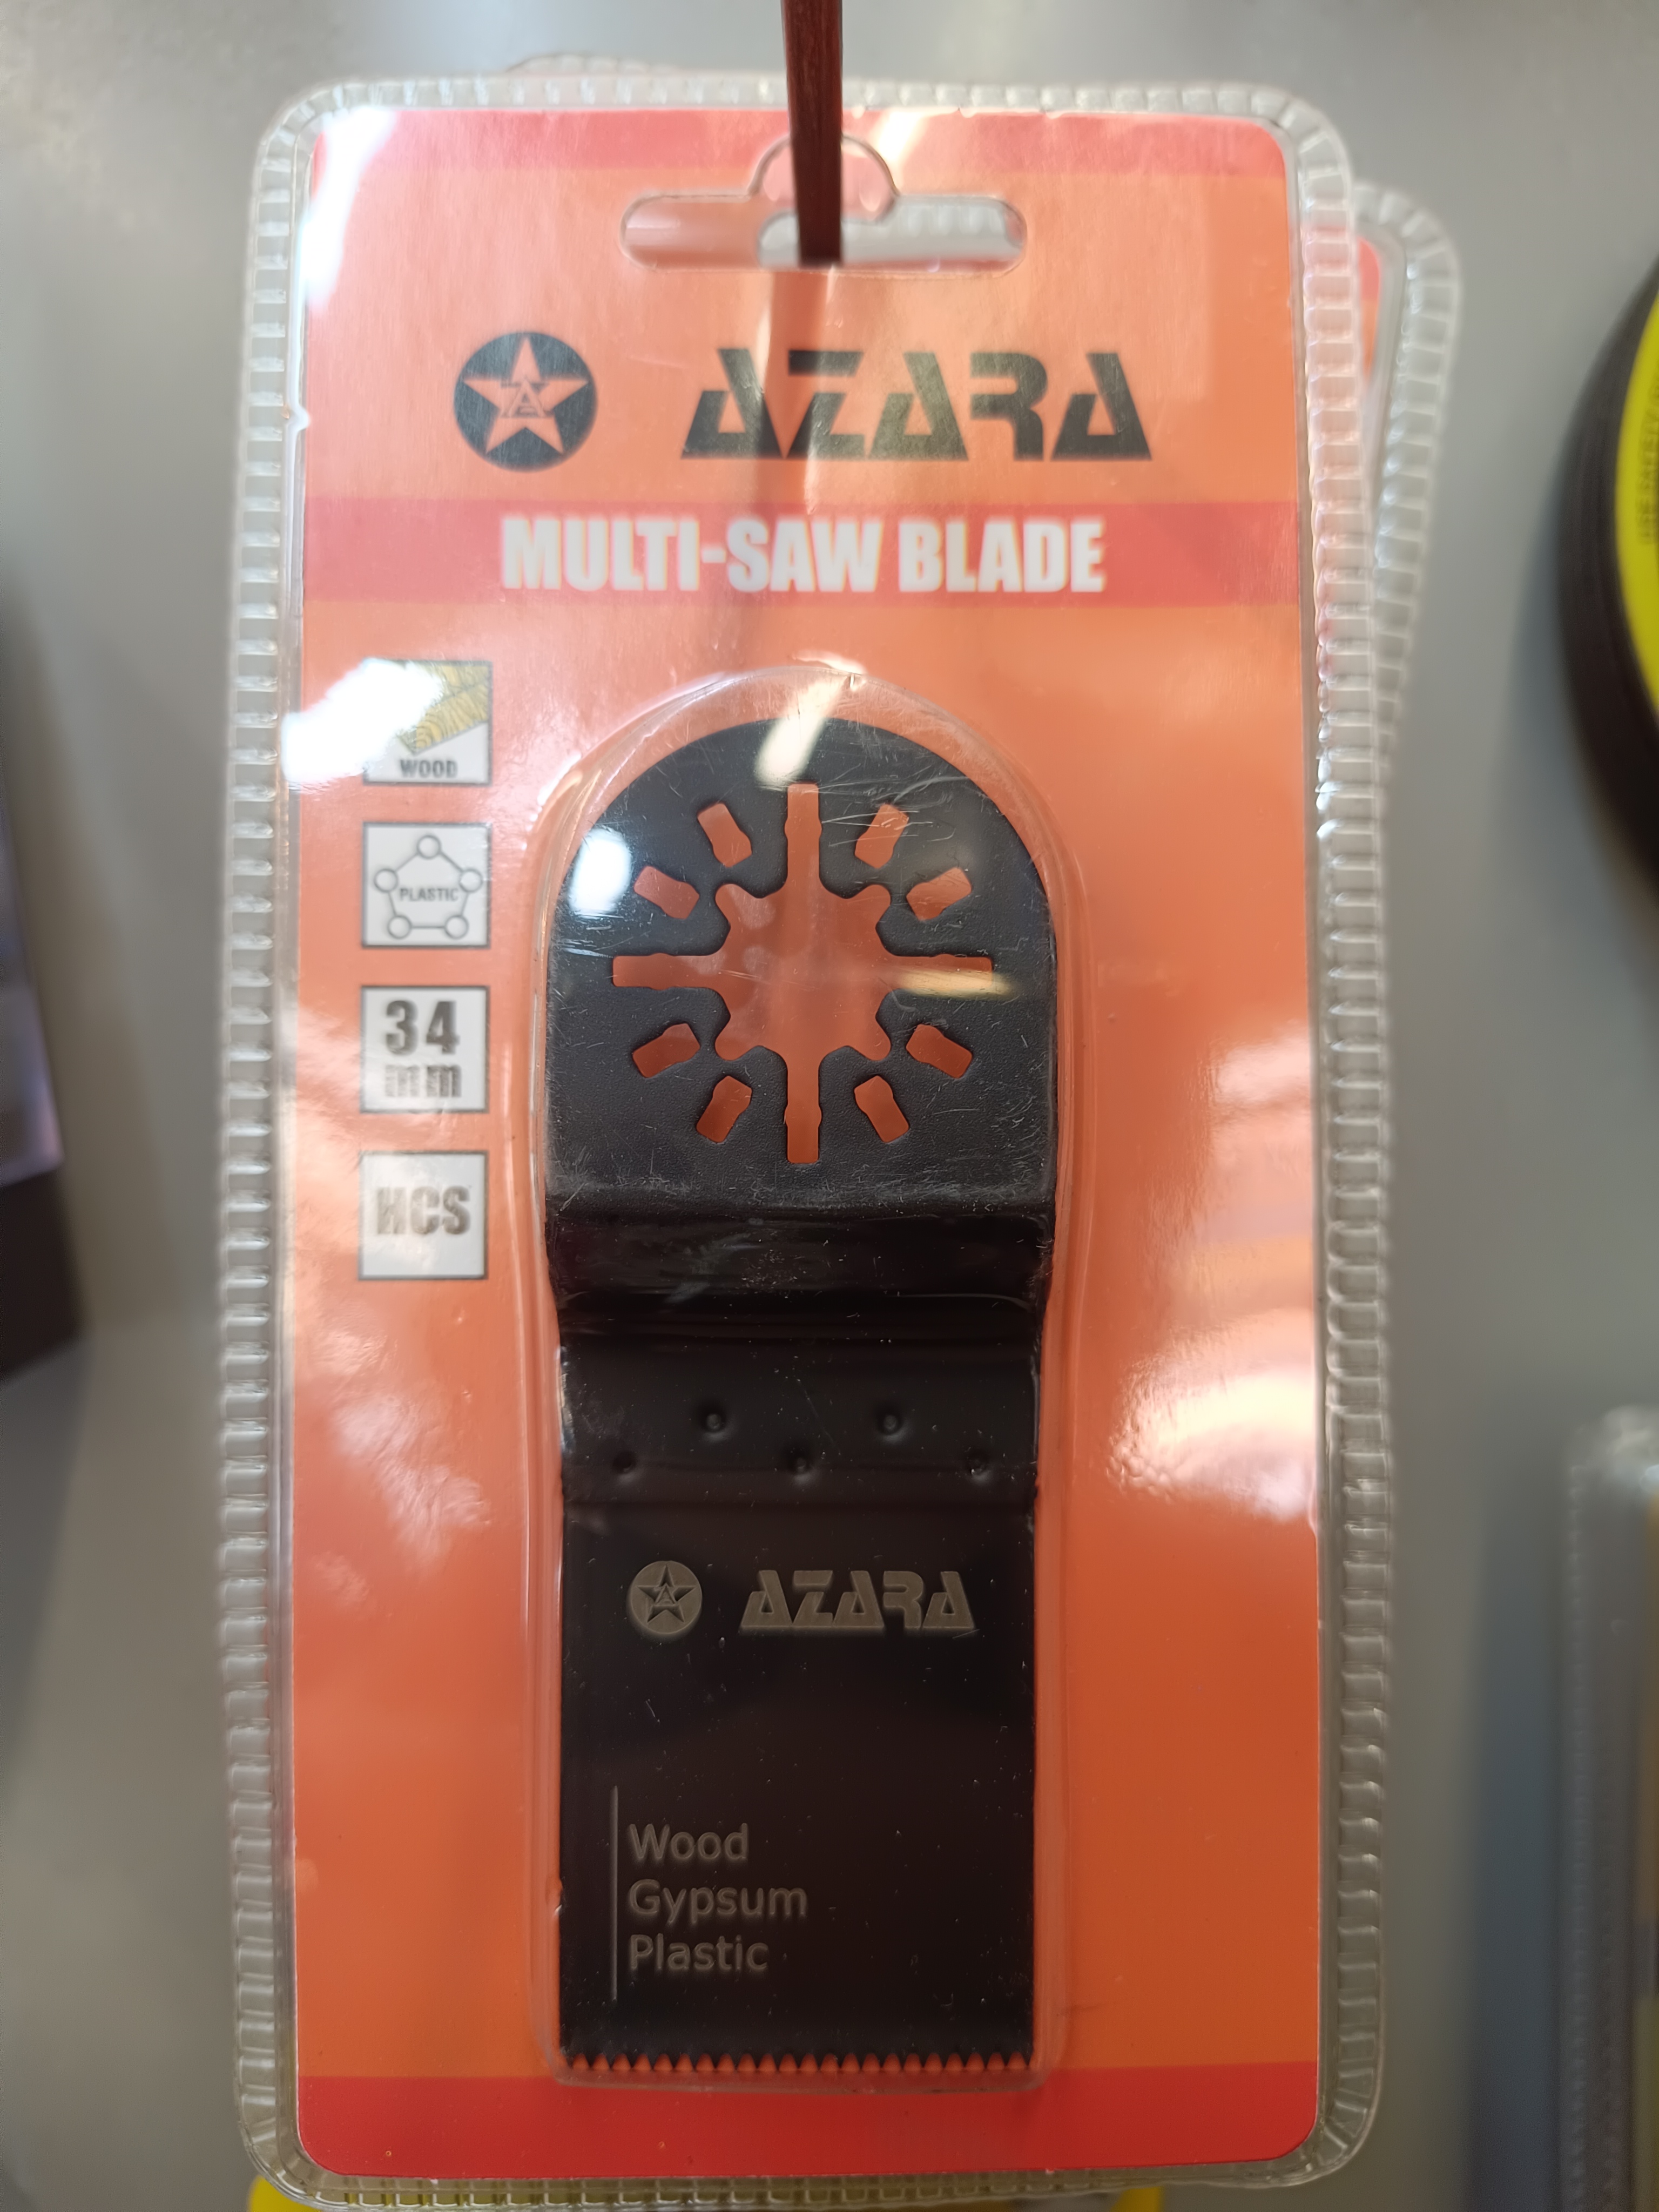 AZARA
MULTI-SAW BLADE
WOOD
PLASTIC
34
mm
HCS
AZARA
Wood
Gypsum
Plastic